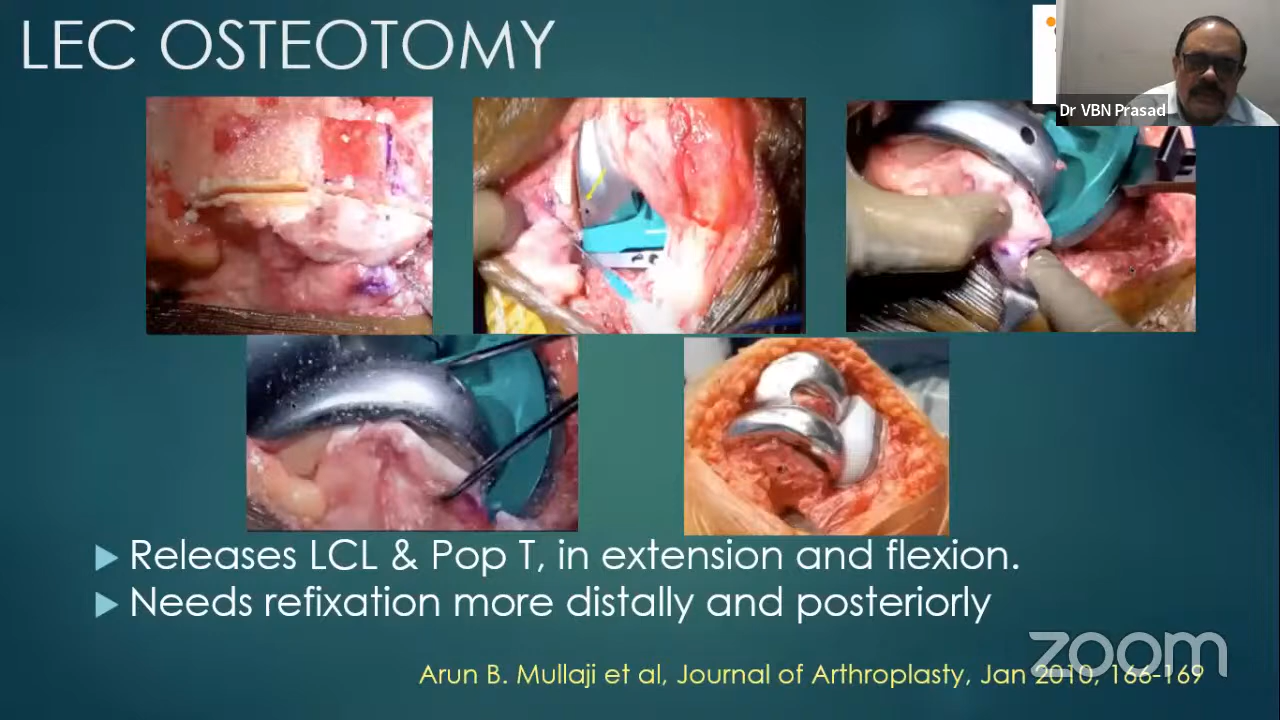 LEC OSTEOTOMY
Dr VBN Prasad
Releases LCL & Pop T, in extension and flexion.
Needs refixation more distally and posteriorly
Arun B. Mullaji et al, Journal of Arthroplasty, Jan 2010, 166-169
zoom